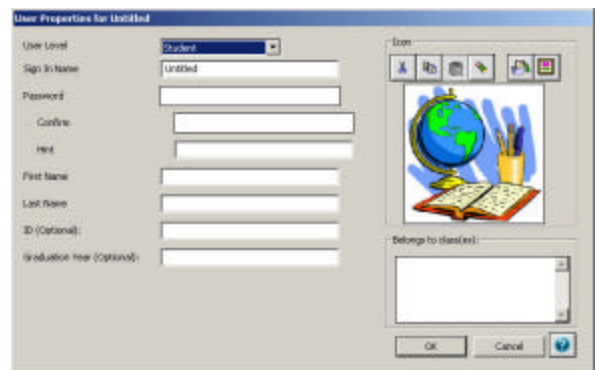 User Properties for Untitled
User Level
Student
Sign In Name
Untitled
Password
Confirm
Hint
First Name
Last Name
ID (Optional):
Graduation Year (Optional):
Icon
Belongs to class(es):
OK
Cancel
?